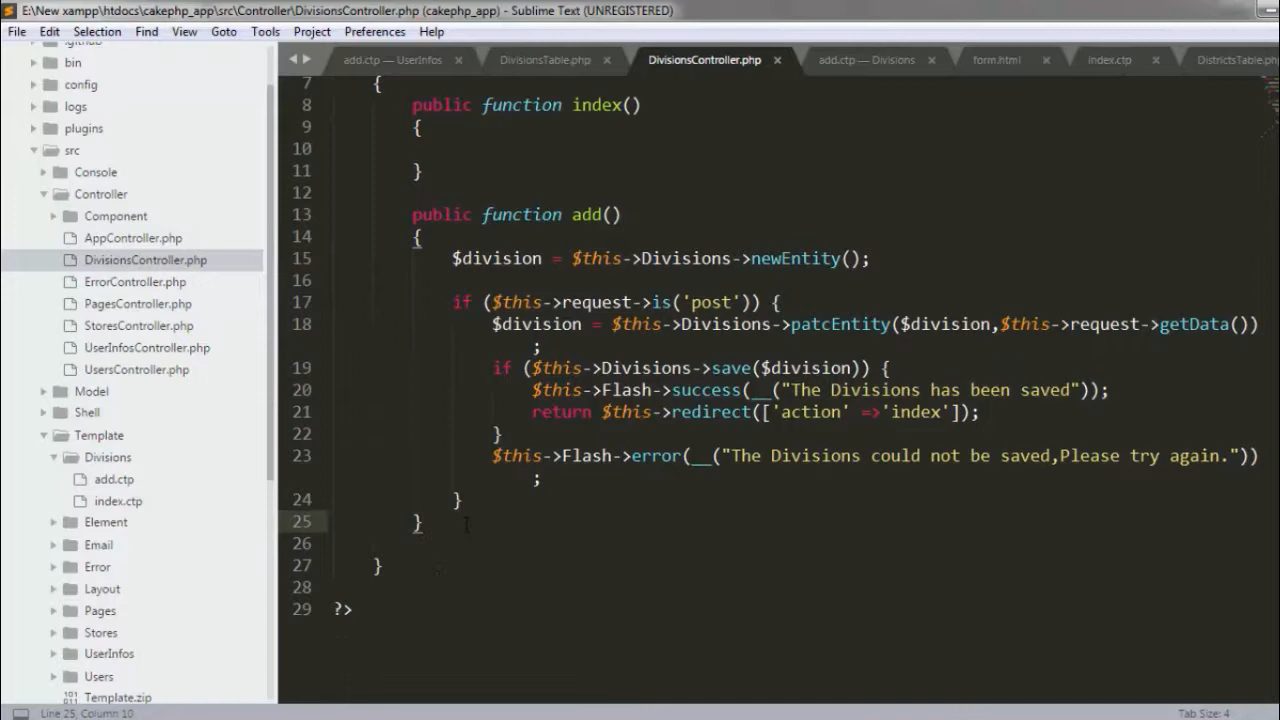 E:\New xampp\htdocs\cakephp_app\src\Controller\DivisionsController.php (cakephp_app) - Sublime Text (UNREGISTERED)
File Edit Selection Find View Goto Tools Project Preferences Help
.github
bin
config
logs
plugins
src
Console
Controller
Component
AppController.php
DivisionsController.php
ErrorController.php
PagesController.php
StoresController.php
UserInfosController.php
UsersController.php
Model
Shell
Template
Divisions
add.ctp
index.ctp
Element
Email
Error
Layout
Pages
Stores
UserInfos
Users
Template.zip
add.ctp — UserInfos × DivisionsTable.php × DivisionsController.php × add.ctp — Divisions × form.html × index.ctp × DistrictsTable.php
7 {
8 public function index()
9 {
10
11 }
12
13 public function add()
14 {
15 $division = $this->Divisions->newEntity();
16
17 if ($this->request->is('post')) {
18 $division = $this->Divisions->patcEntity($division,$this->request->getData())
;
19 if ($this->Divisions->save($division)) {
20 $this->Flash->success(__("The Divisions has been saved"));
21 return $this->redirect(['action' =>'index']);
22 }
23 $this->Flash->error(__("The Divisions could not be saved,Please try again."))
;
24 }
25 }
26
27 }
28
29 ?>
Line 25, Column 10
Tab Size: 4